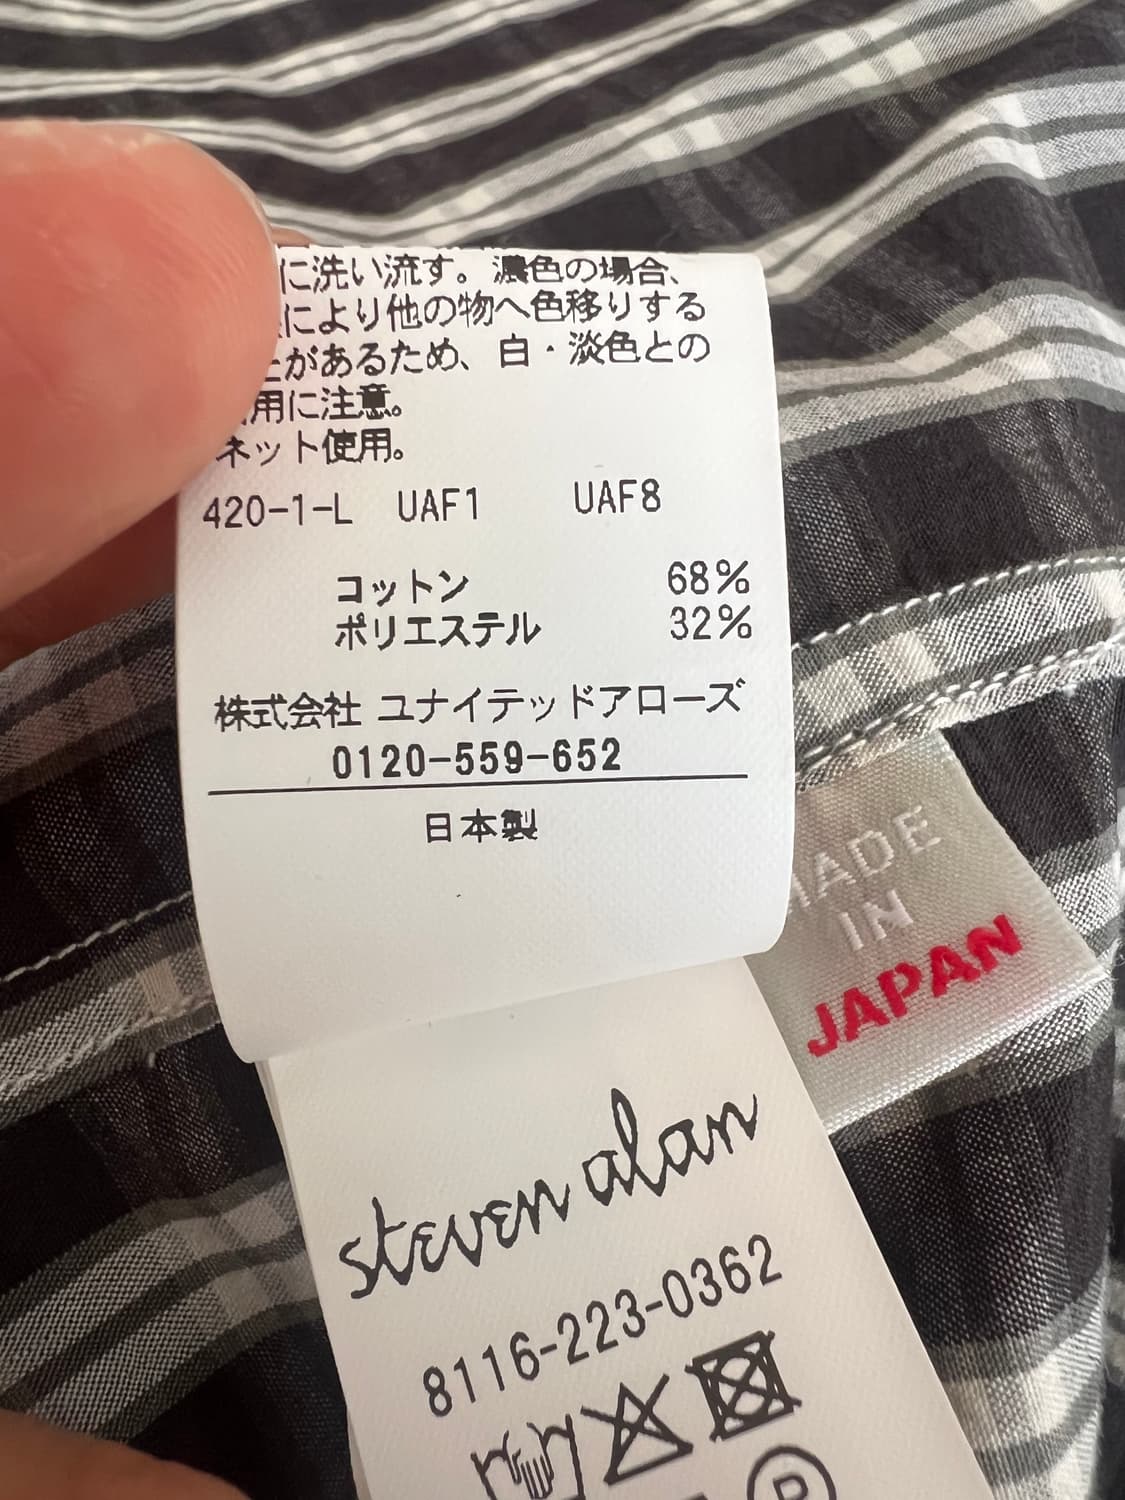 に洗い流す。濃色の場合、
により他の物へ色移りする
があるため、白・淡色との
用に注意。
ネット使用。
420-1-L UAF1 UAF8
コットン 68%
ポリエステル 32%
株式会社 ユナイテッドアローズ
0120-559-652
日本製
MADE
IN
JAPAN
steven alan
8116-223-0362
P